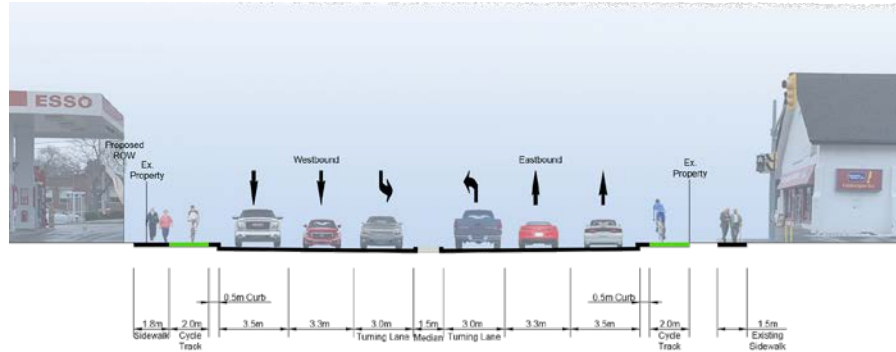 ESSO
Proposed
ROW
Ex.
Property
Westbound
Eastbound
Ex.
Property
0.5m Curb
0.5m Curb
1.8m
2.0m
3.5m
3.3m
3.0m
1.5m
3.0m
3.3m
3.5m
2.0m
1.5m
Sidewalk
Cycle
Track
Turning Lane
Median
Turning Lane
Cycle
Track
Existing
Sidewalk